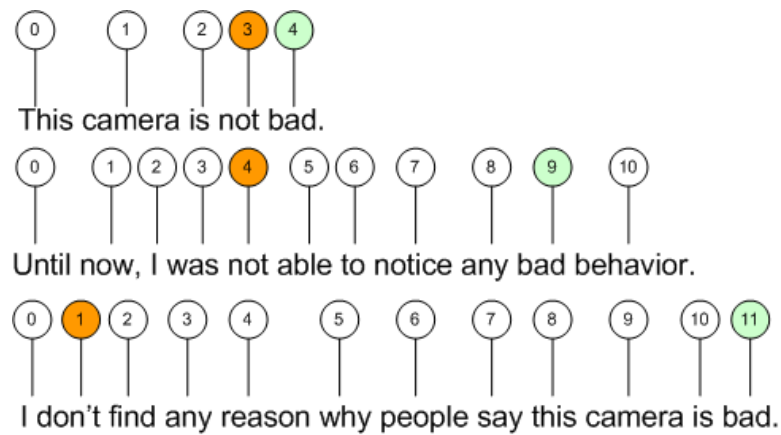 0 1 2 3 4
This camera is not bad.
0 1 2 3 4 5 6 7 8 9 10
Until now, I was not able to notice any bad behavior.
0 1 2 3 4 5 6 7 8 9 10 11
I don't find any reason why people say this camera is bad.